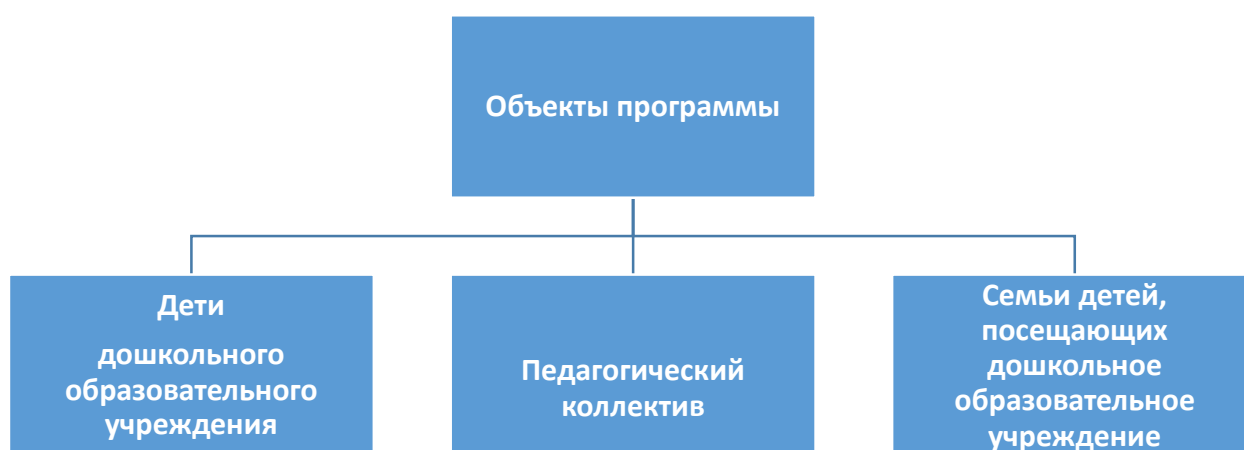 Объекты программы
Дети
дошкольного
образовательного
учреждения
Педагогический
коллектив
Семьи детей,
посещающих
дошкольное
образовательное
учреждение